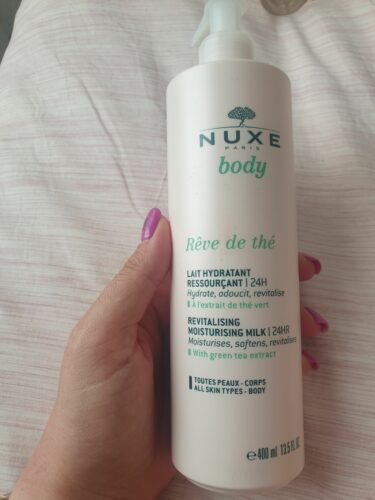 NUXE
PARIS
body
Rêve de thé
LAIT HYDRATANT
RESSOURÇANT | 24H
Hydrate, adoucit, revitalise
À l'extrait de thé vert
REVITALISING
MOISTURISING MILK | 24HR
Moisturises, softens, revitalises
With green tea extract
TOUTES PEAUX - CORPS
ALL SKIN TYPES - BODY
℮ 400 ml 13.5 FL.OZ.